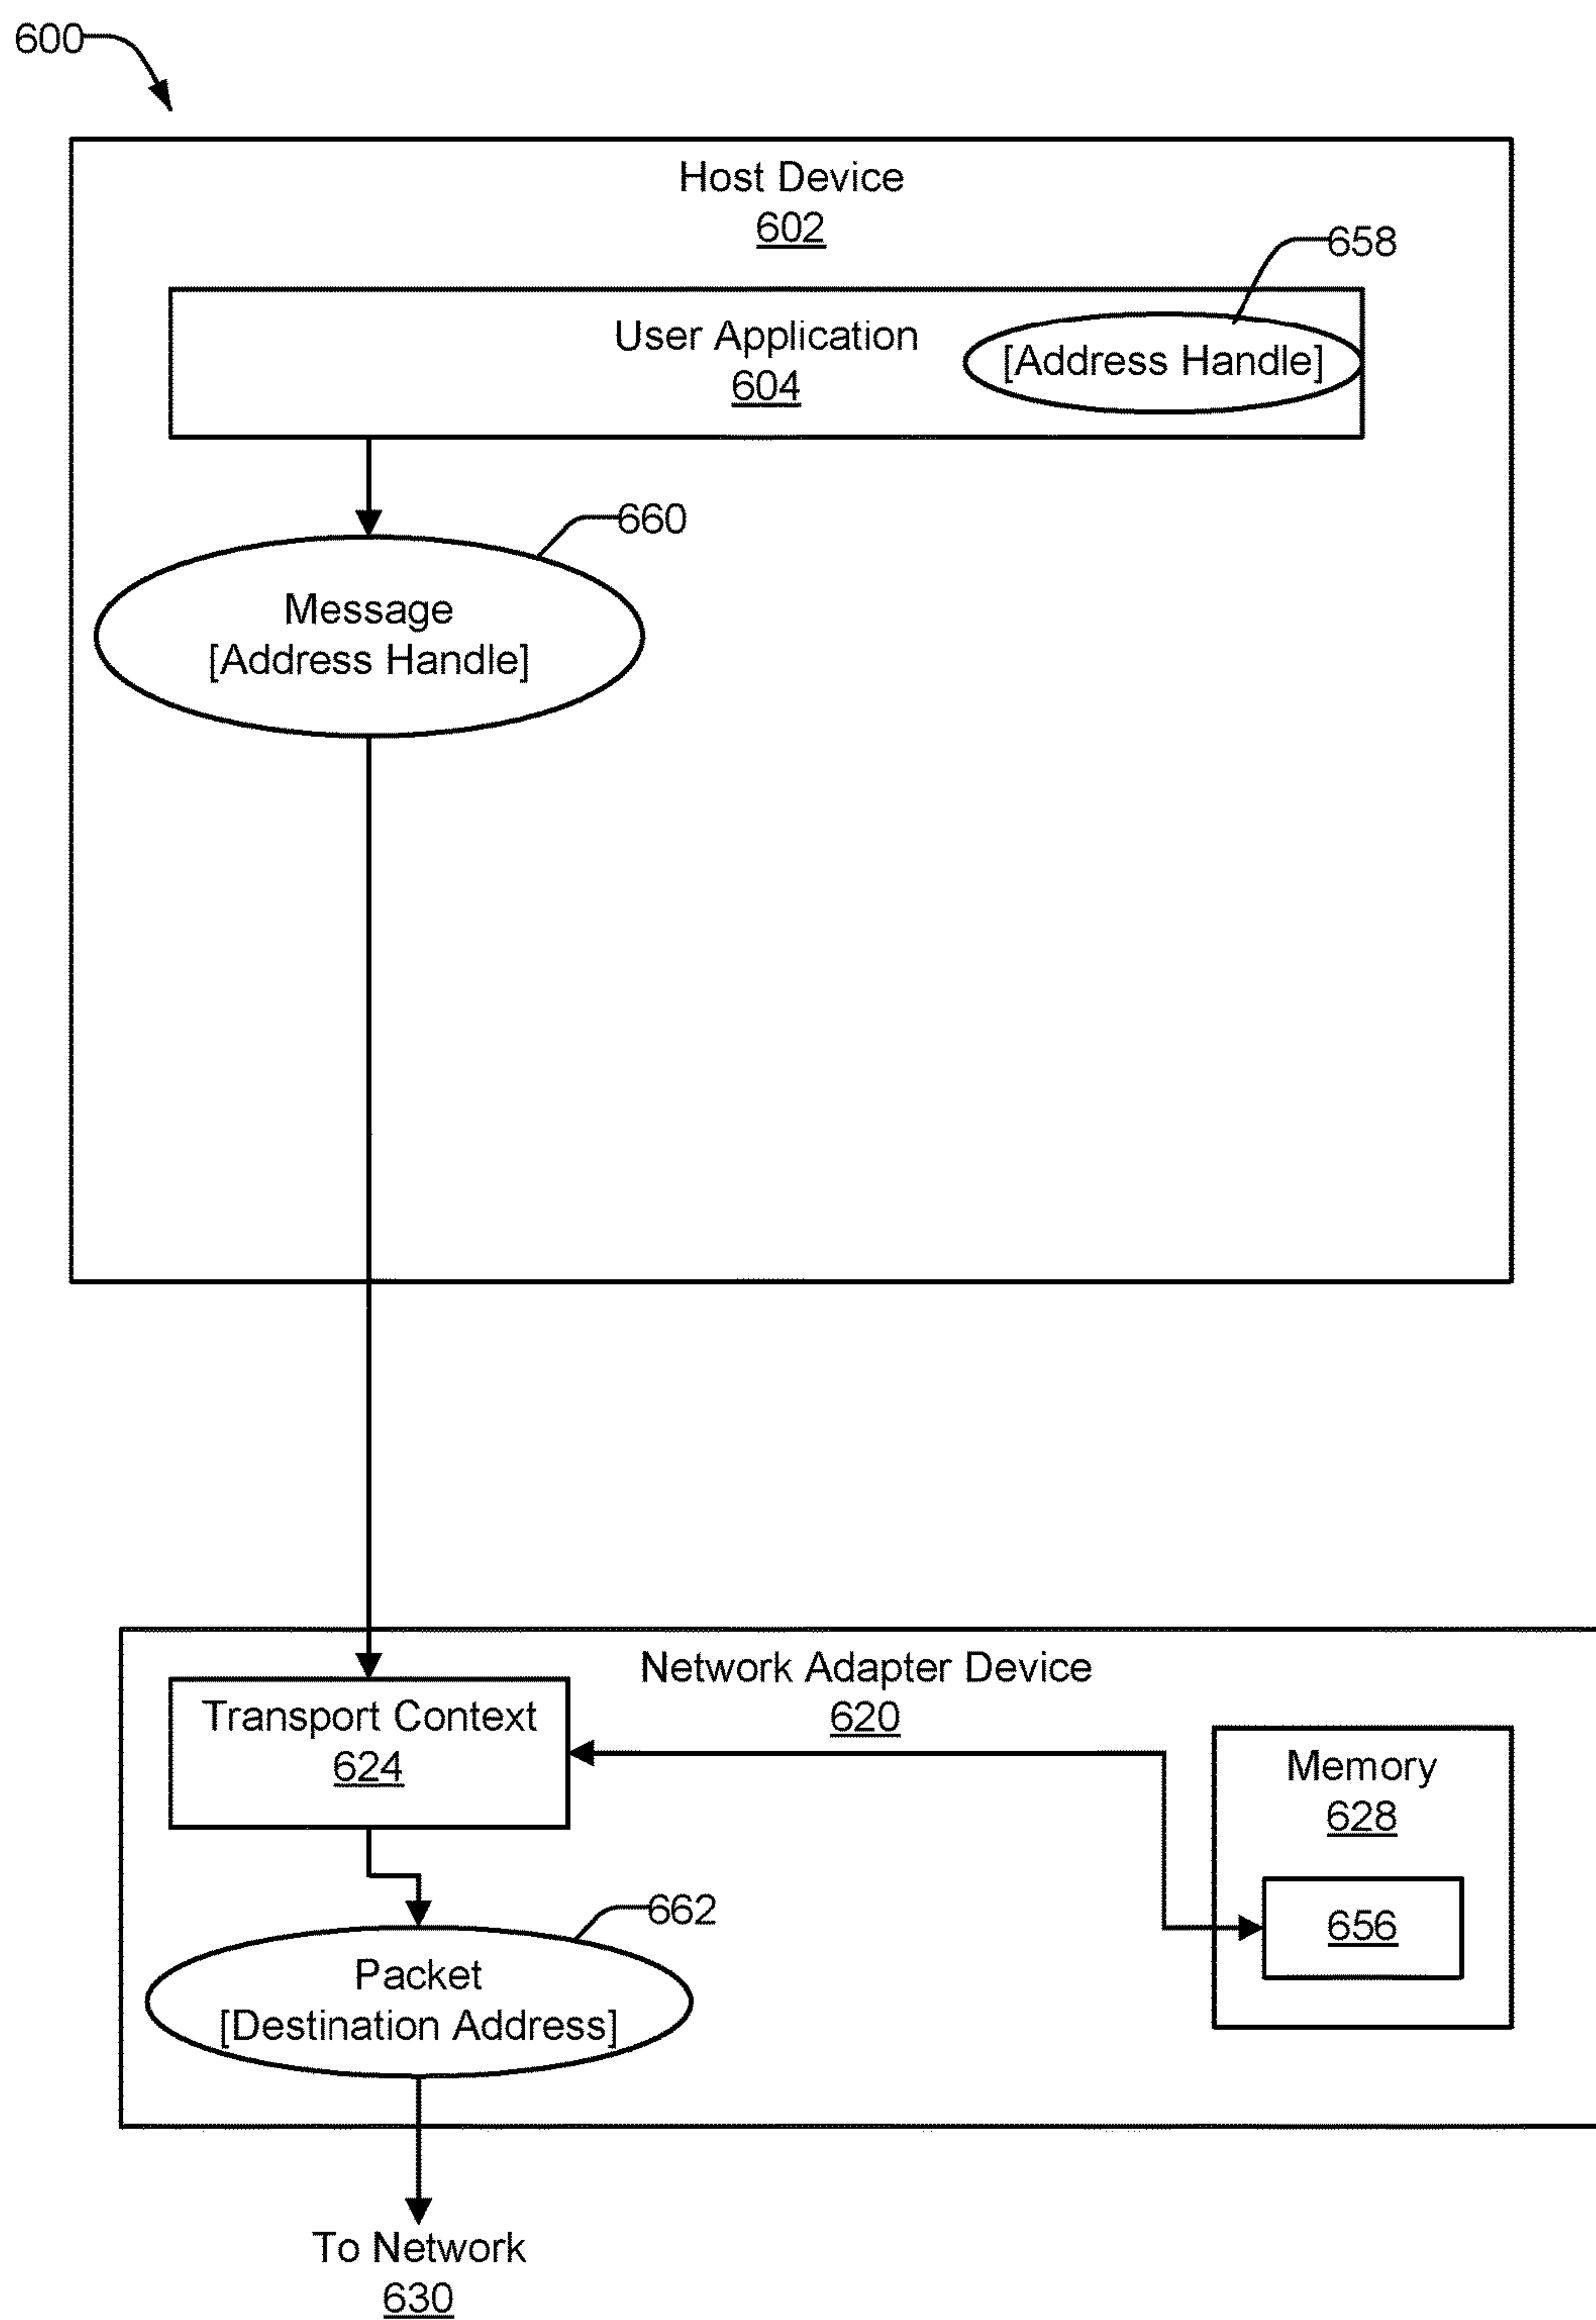 600
Host Device
602
658
User Application
604
[Address Handle]
660
Message
[Address Handle]
Network Adapter Device
620
Transport Context
624
Memory
628
656
662
Packet
[Destination Address]
To Network
630